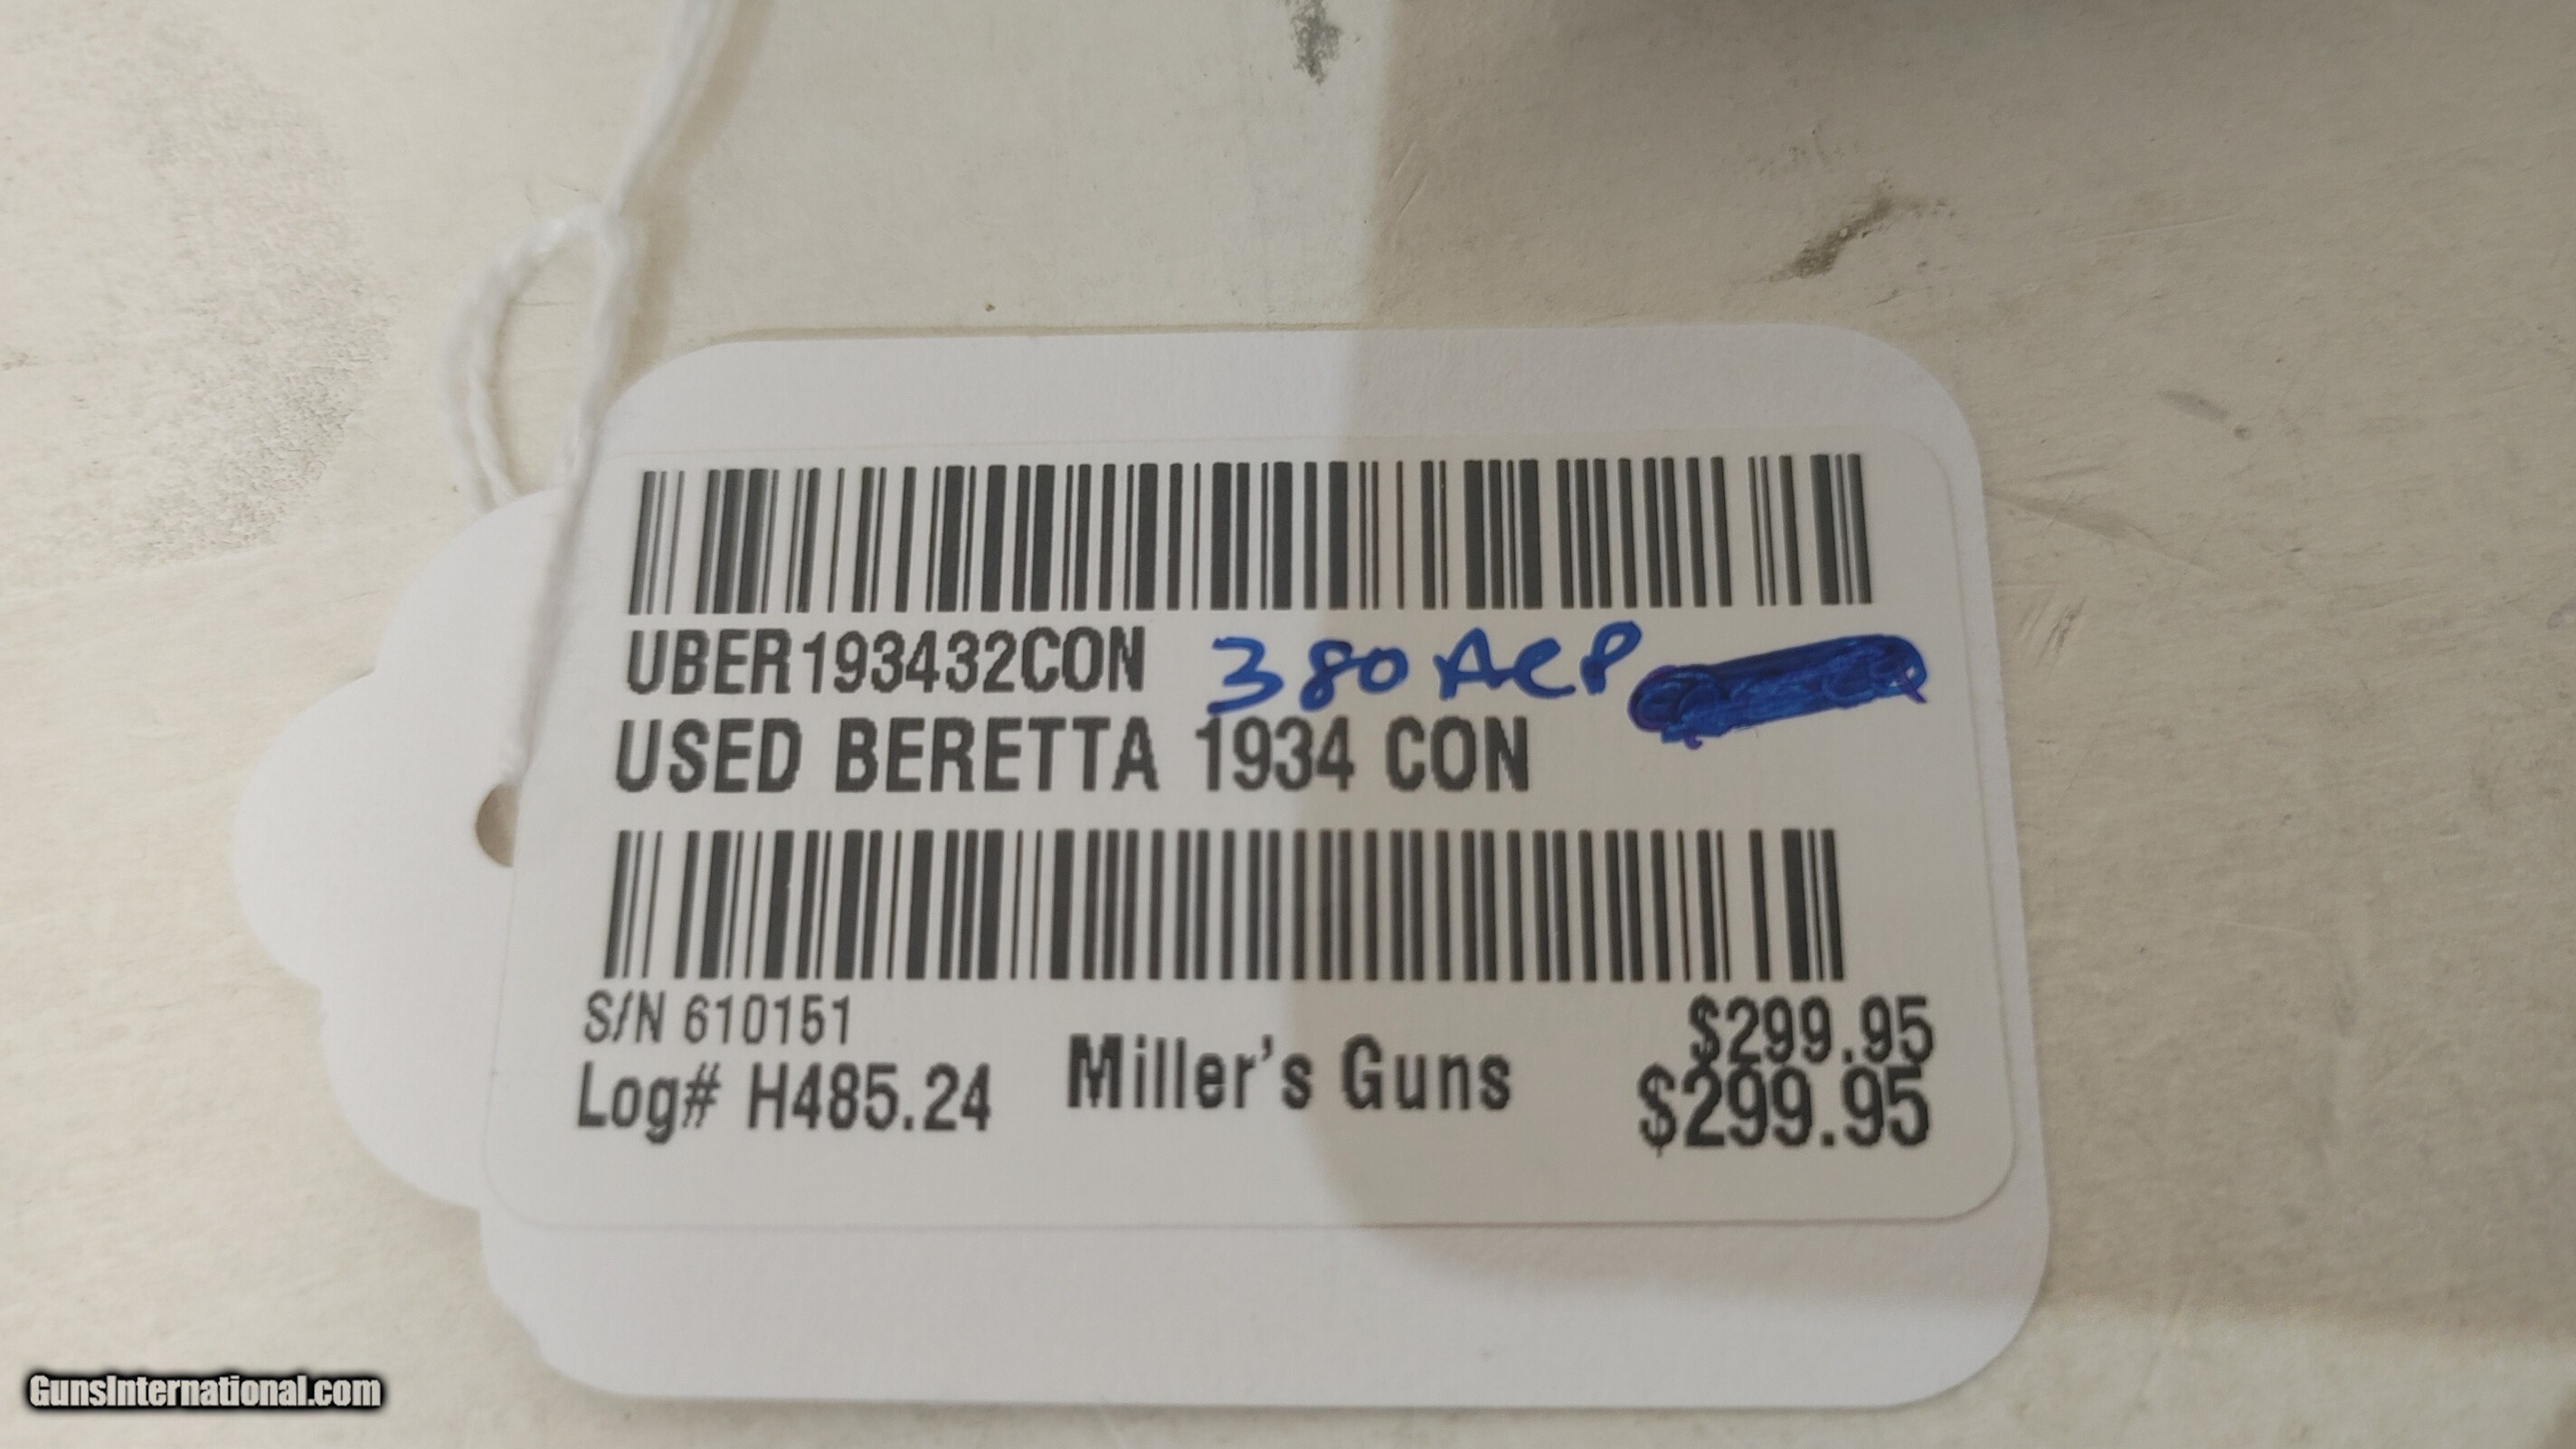 UBER193432CON 380 ACP
USED BERETTA 1934 CON
S/N 610151
$299.95
Log# H485.24 Miller's Guns $299.95
GunsInternational.com